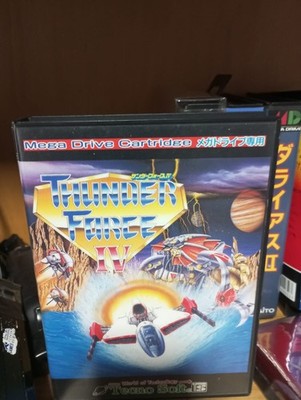 Mega Drive Cartridge メガドライブ専用
サンダーフォースIV
THUNDER
FORCE
IV
Tecno Soft
ダライアスII
TAITO